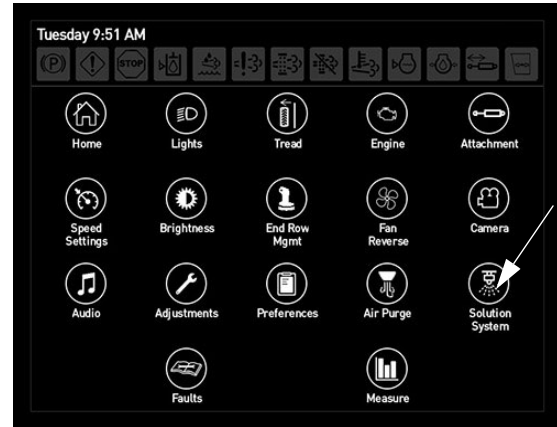 Tuesday 9:51 AM
(P) STOP
Home Lights Tread Engine Attachment
Speed Brightness End Row Fan Camera
Settings Mgmt Reverse
Audio Adjustments Preferences Air Purge Solution
System
Faults Measure